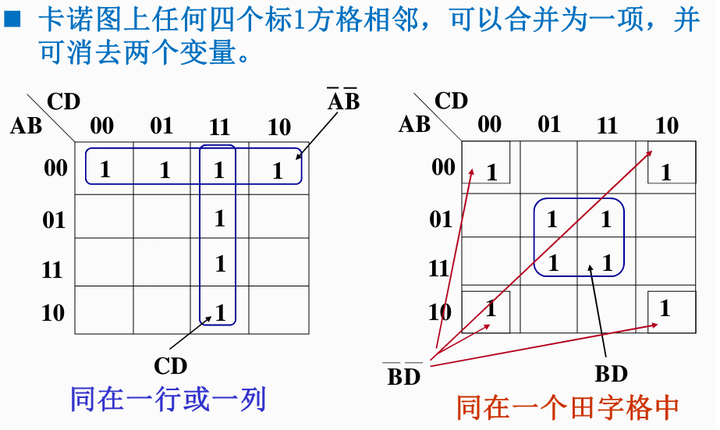 ■ 卡诺图上任何四个标1方格相邻，可以合并为一项，并
可消去两个变量。
CD
A̅B̅
AB 00 01 11 10
00 1 1 1 1
01 1
11 1
10 1
CD
同在一行或一列
CD
AB 00 01 11 10
00 1 1
01 1 1
11 1 1
10 1 1
B̅D̅
BD
同在一个田字格中